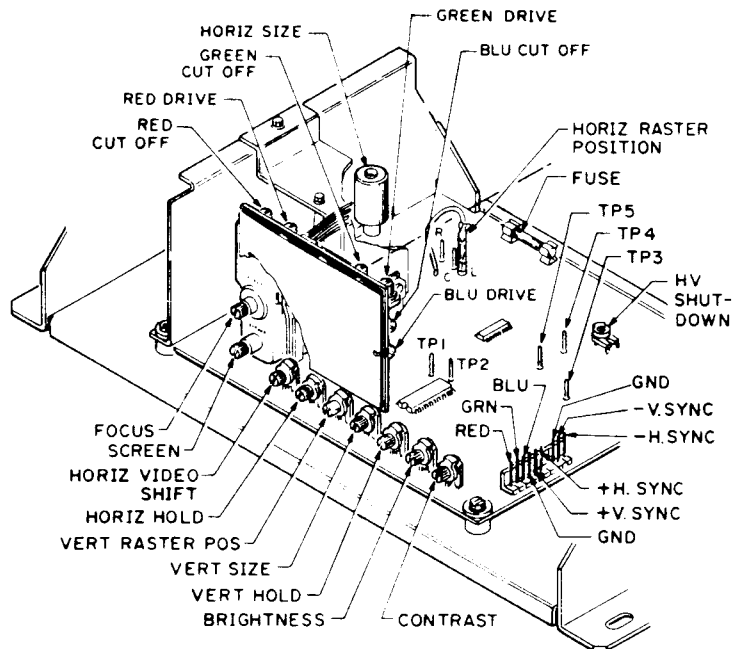 GREEN DRIVE
HORIZ SIZE
BLU CUT OFF
GREEN
CUT OFF
RED DRIVE
RED
CUT OFF
HORIZ RASTER
POSITION
FUSE
TP5
TP4
TP3
HV
SHUT-
DOWN
R
C
L
BLU DRIVE
TP1
TP2
BLU
GRN
RED
GND
-V.SYNC
-H.SYNC
+H. SYNC
+V. SYNC
GND
FOCUS
SCREEN
HORIZ VIDEO
SHIFT
HORIZ HOLD
VERT RASTER POS
VERT SIZE
VERT HOLD
BRIGHTNESS
CONTRAST